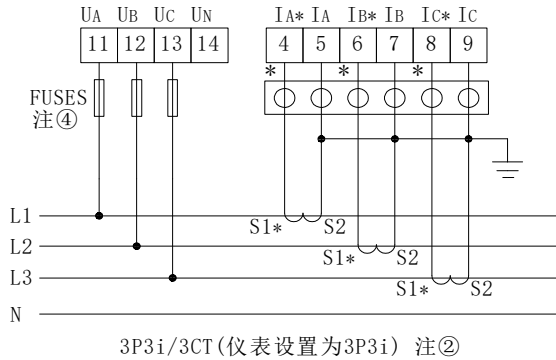 UA UB UC UN IA* IA IB* IB IC* IC
11 12 13 14 4 5 6 7 8 9
* * *
FUSES
注④
L1
S1* S2
L2
S1* S2
L3
S1* S2
N
3P3i/3CT(仪表设置为3P3i) 注②